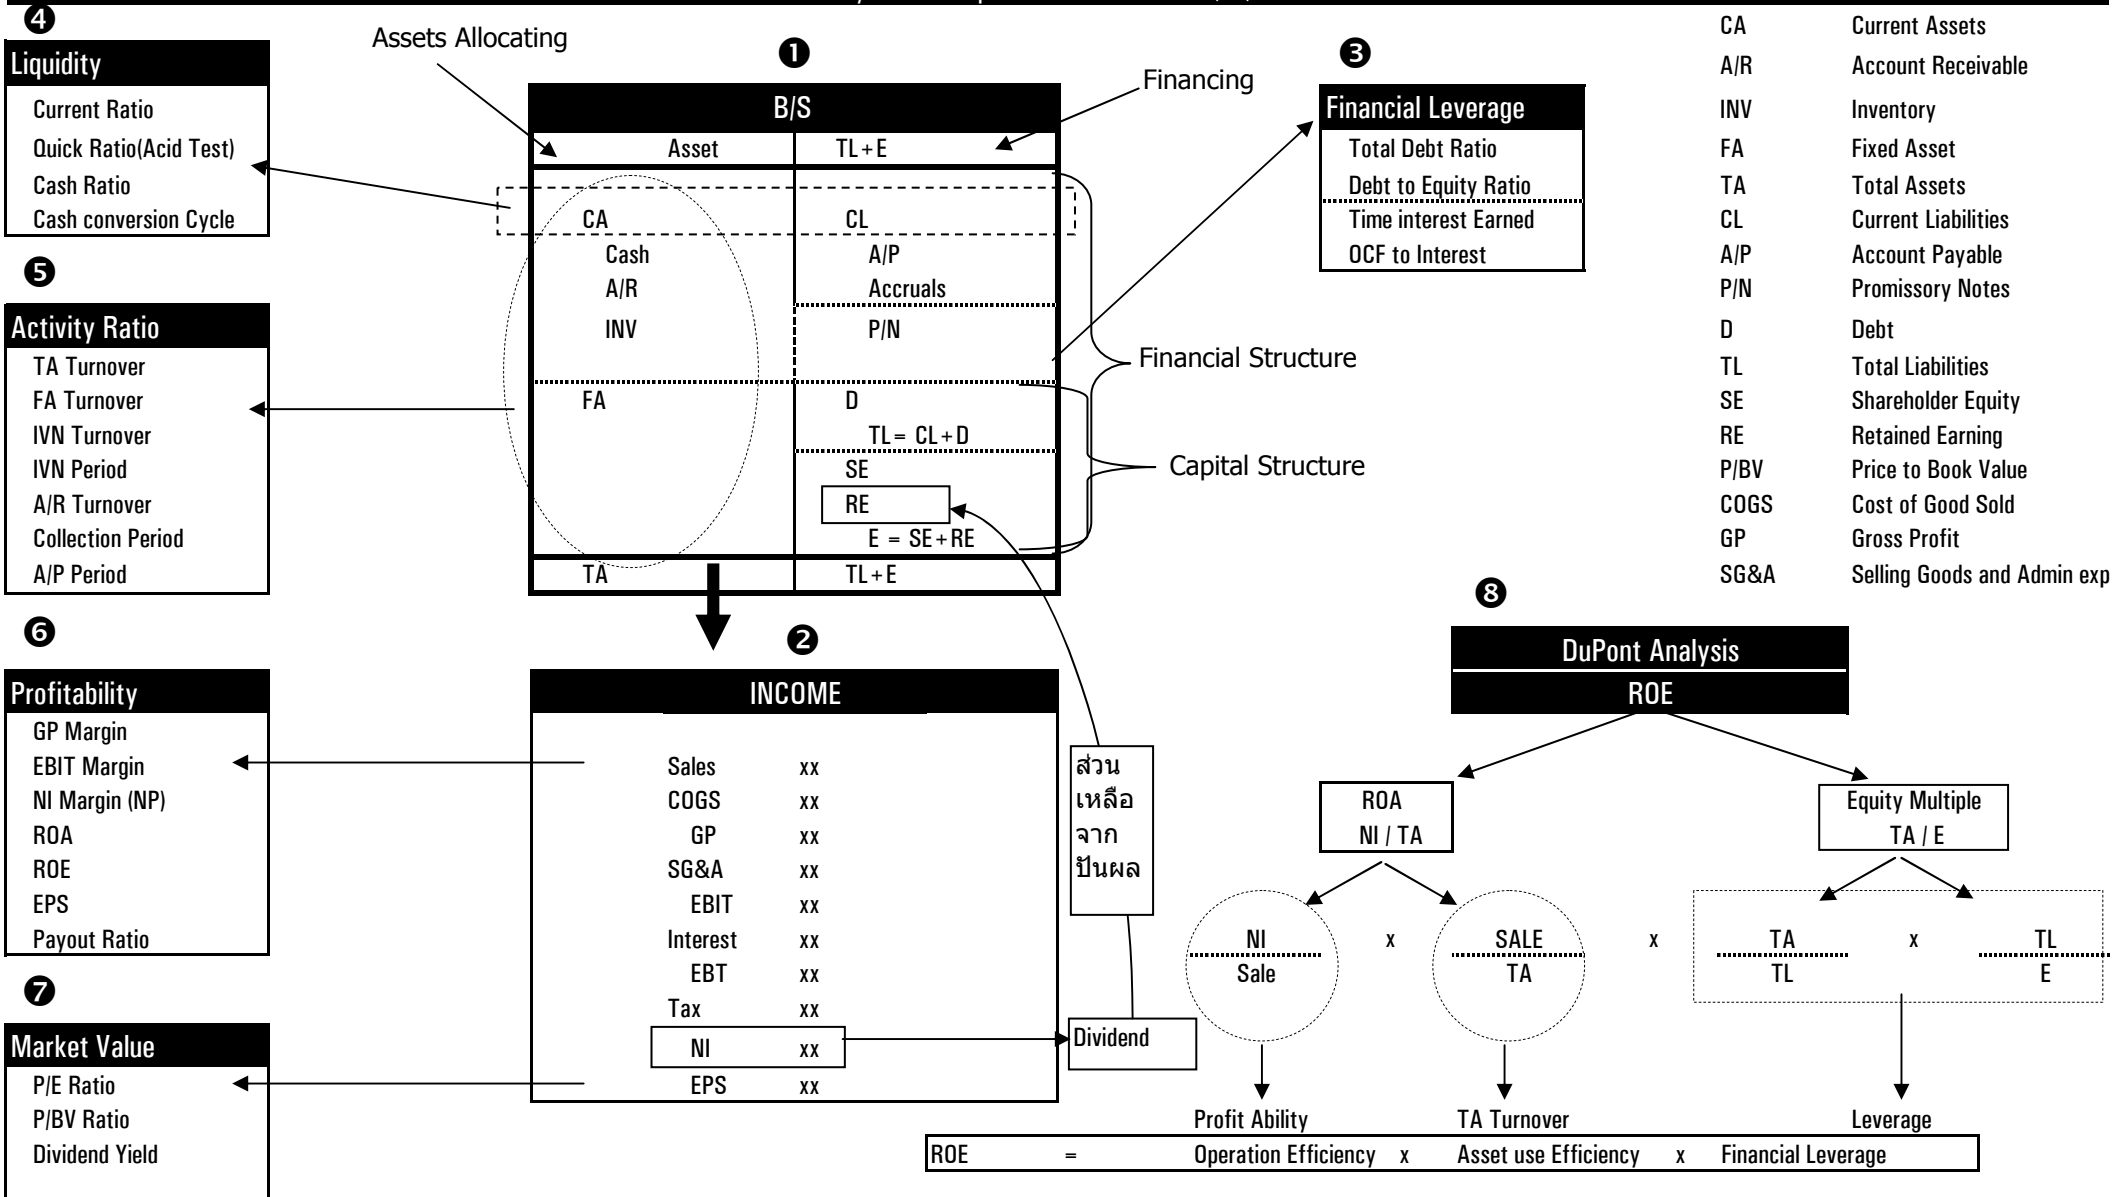 ❹
Liquidity
Current Ratio
Quick Ratio(Acid Test)
Cash Ratio
Cash conversion Cycle
❺
Activity Ratio
TA Turnover
FA Turnover
IVN Turnover
IVN Period
A/R Turnover
Collection Period
A/P Period
❻
Profitability
GP Margin
EBIT Margin
NI Margin (NP)
ROA
ROE
EPS
Payout Ratio
❼
Market Value
P/E Ratio
P/BV Ratio
Dividend Yield
Assets Allocating
❶
Financing
B/S
Asset TL+E
CA CL
Cash A/P
A/R Accruals
INV P/N
FA D
TL= CL+D
SE
RE
E = SE+RE
TA TL+E
Financial Structure
Capital Structure
❷
INCOME
Sales xx
COGS xx
GP xx
SG&A xx
EBIT xx
Interest xx
EBT xx
Tax xx
NI xx
EPS xx
ส่วน
เหลือ
จาก
ปันผล
Dividend
❸
Financial Leverage
Total Debt Ratio
Debt to Equity Ratio
Time interest Earned
OCF to Interest
CA Current Assets
A/R Account Receivable
INV Inventory
FA Fixed Asset
TA Total Assets
CL Current Liabilities
A/P Account Payable
P/N Promissory Notes
D Debt
TL Total Liabilities
SE Shareholder Equity
RE Retained Earning
P/BV Price to Book Value
COGS Cost of Good Sold
GP Gross Profit
SG&A Selling Goods and Admin exp
❽
DuPont Analysis
ROE
ROA Equity Multiple
NI / TA TA / E
NI x SALE x TA x TL
Sale TA TL E
Profit Ability TA Turnover Leverage
ROE = Operation Efficiency x Asset use Efficiency x Financial Leverage